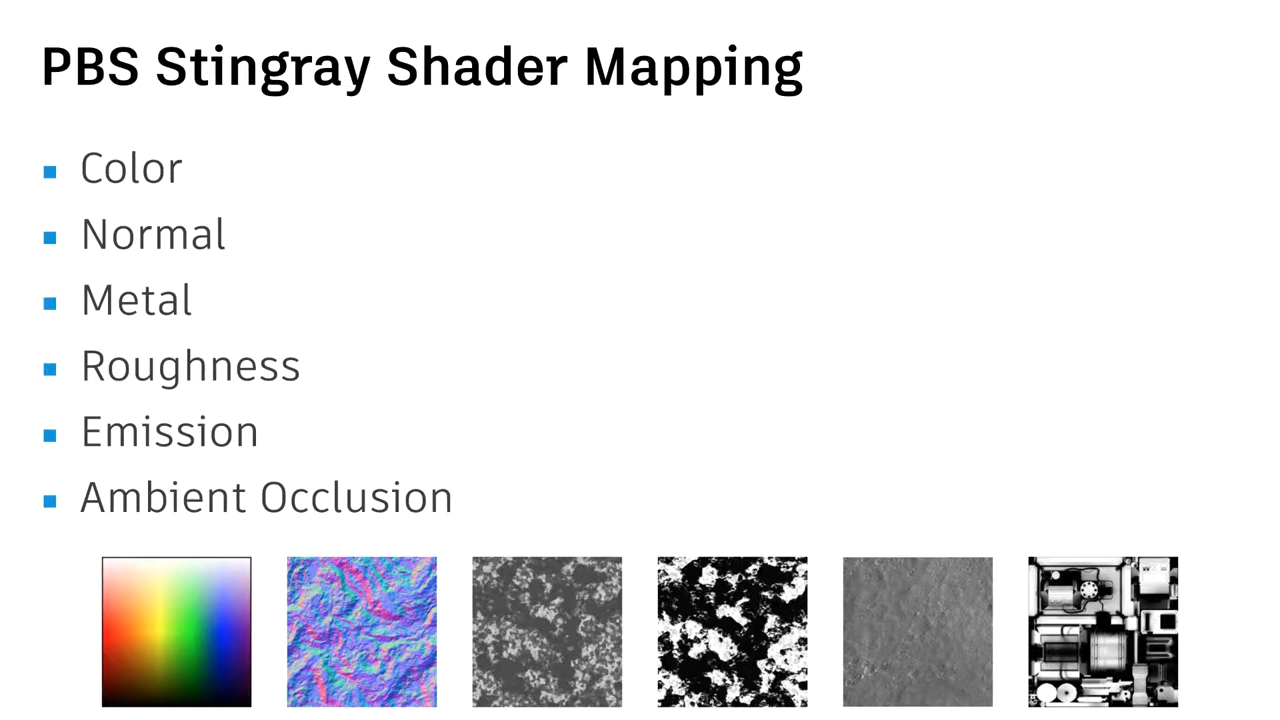 PBS Stingray Shader Mapping
Color
Normal
Metal
Roughness
Emission
Ambient Occlusion